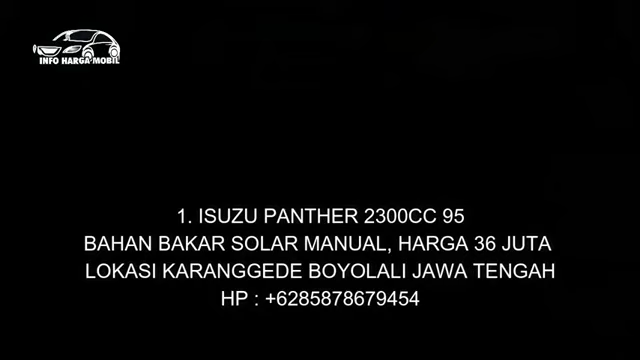 INFO HARGA MOBIL
1. ISUZU PANTHER 2300CC 95
BAHAN BAKAR SOLAR MANUAL, HARGA 36 JUTA
LOKASI KARANGGEDE BOYOLALI JAWA TENGAH
HP : +6285878679454